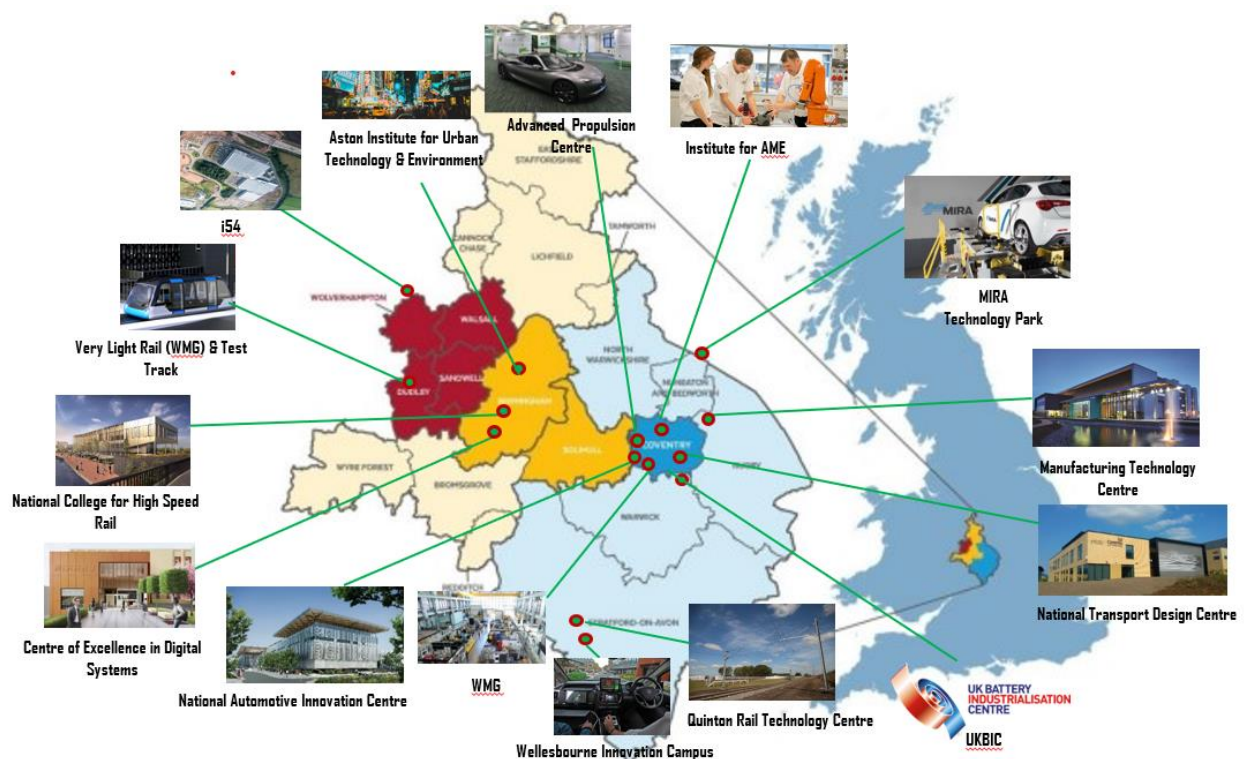 Aston Institute for Urban
Technology & Environment
Advanced Propulsion
Centre
Institute for AME
EAST
STAFFORDSHIRE
i54
MIRA
MIRA
Technology Park
CANNOCK
CHASE
LICHFIELD
TAMWORTH
WOLVERHAMPTON
WALSALL
Very Light Rail (WMG) & Test
Track
DUDLEY
SANDWELL
BIRMINGHAM
NORTH
WARWICKSHIRE
NUNEATON
AND BEDWORTH
SOLIHULL
COVENTRY
RUGBY
Manufacturing Technology
Centre
National College for High Speed
Rail
WYRE FOREST
BROMSGROVE
WARWICK
REDDITCH
STRATFORD-ON-AVON
National Transport Design Centre
Centre of Excellence in Digital
Systems
National Automotive Innovation Centre
WMG
Quinton Rail Technology Centre
Wellesbourne Innovation Campus
UK BATTERY
INDUSTRIALISATION
CENTRE
UKBIC